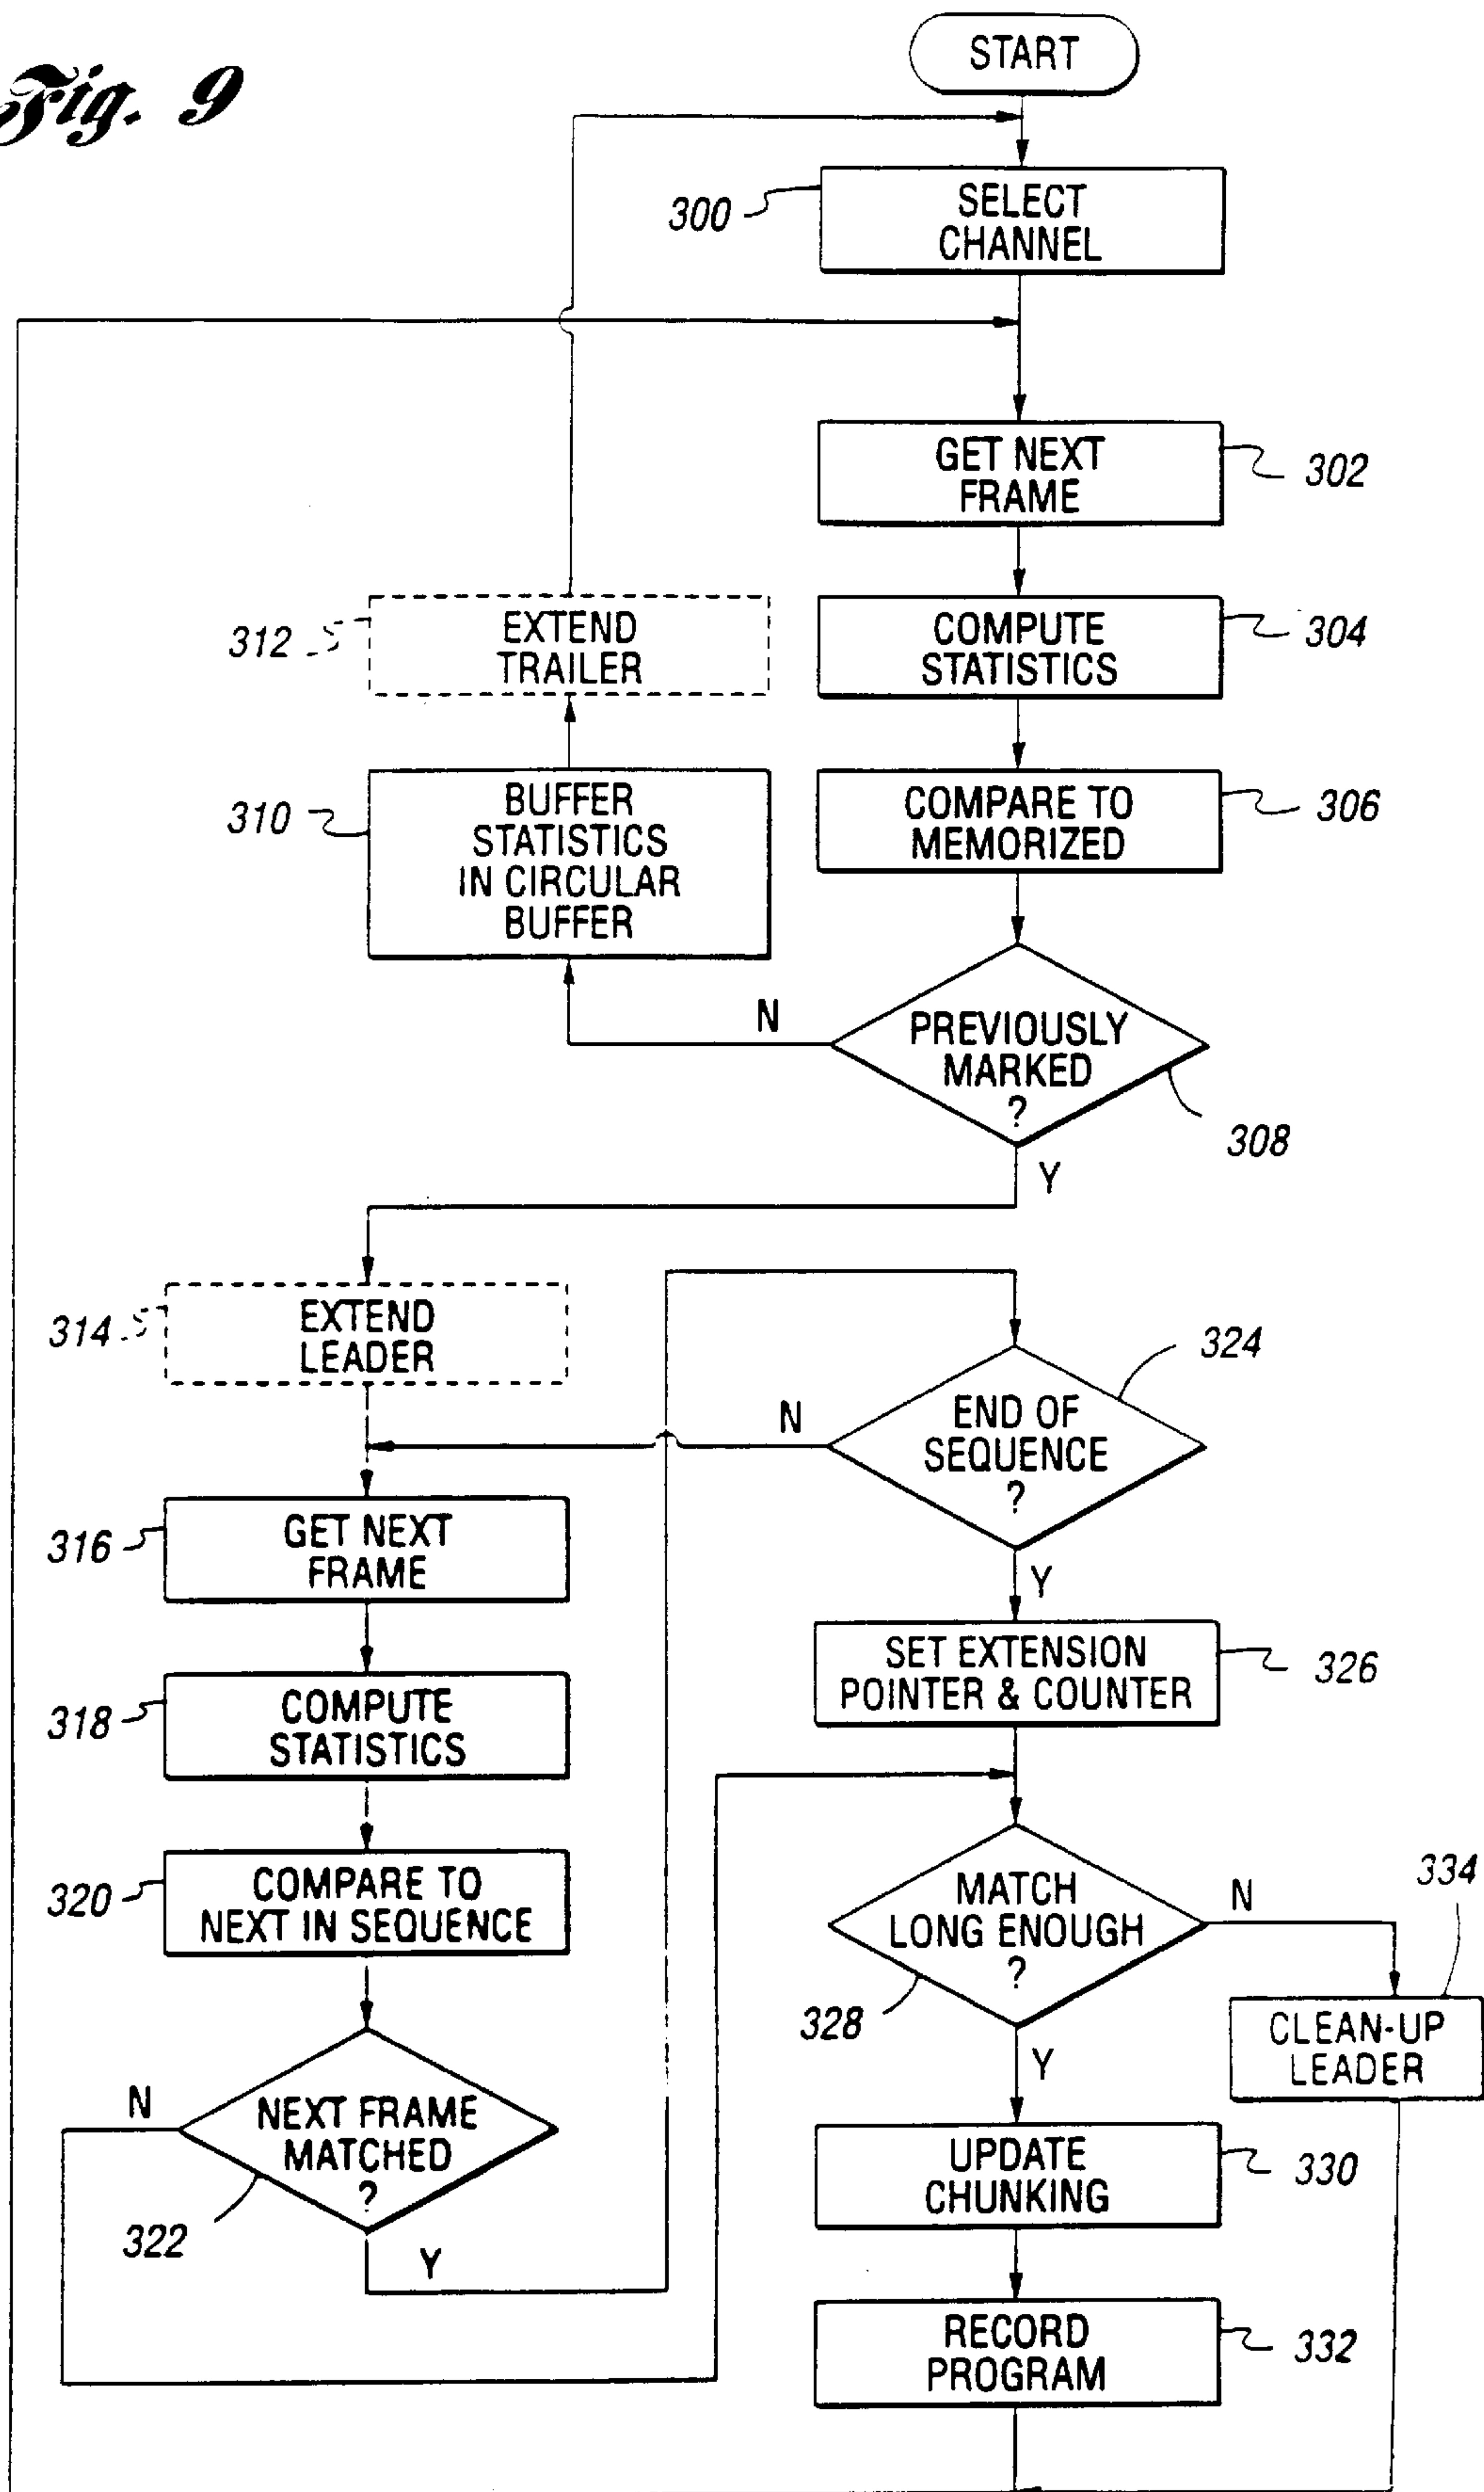 Fig. 9
START
300
SELECT
CHANNEL
GET NEXT
FRAME
302
312
EXTEND
TRAILER
COMPUTE
STATISTICS
304
310
BUFFER
STATISTICS
IN CIRCULAR
BUFFER
COMPARE TO
MEMORIZED
306
N
PREVIOUSLY
MARKED
?
308
Y
314
EXTEND
LEADER
324
N
END OF
SEQUENCE
?
316
GET NEXT
FRAME
Y
SET EXTENSION
POINTER & COUNTER
326
318
COMPUTE
STATISTICS
320
COMPARE TO
NEXT IN SEQUENCE
MATCH
LONG ENOUGH
?
N
334
328
CLEAN-UP
LEADER
Y
N
NEXT FRAME
MATCHED
?
322
Y
UPDATE
CHUNKING
330
RECORD
PROGRAM
332